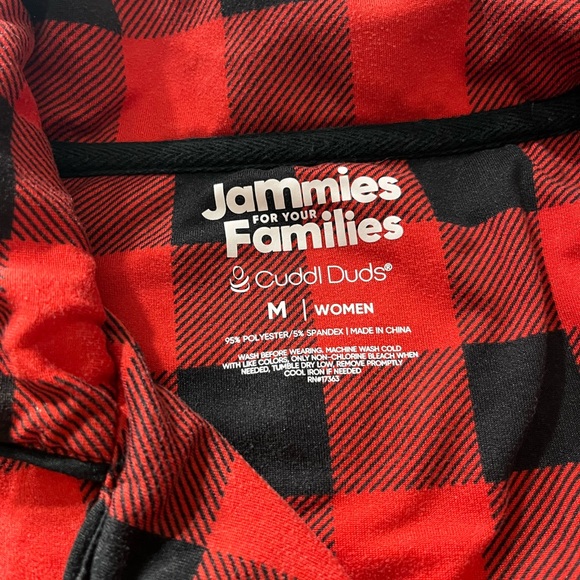 Jammies
FOR YOUR
Families
Cuddl Duds®
M | WOMEN
95% POLYESTER/5% SPANDEX | MADE IN CHINA
WASH BEFORE WEARING. MACHINE WASH COLD
WITH LIKE COLORS, ONLY NON-CHLORINE BLEACH WHEN
NEEDED, TUMBLE DRY LOW, REMOVE PROMPTLY
COOL IRON IF NEEDED
RN#17363